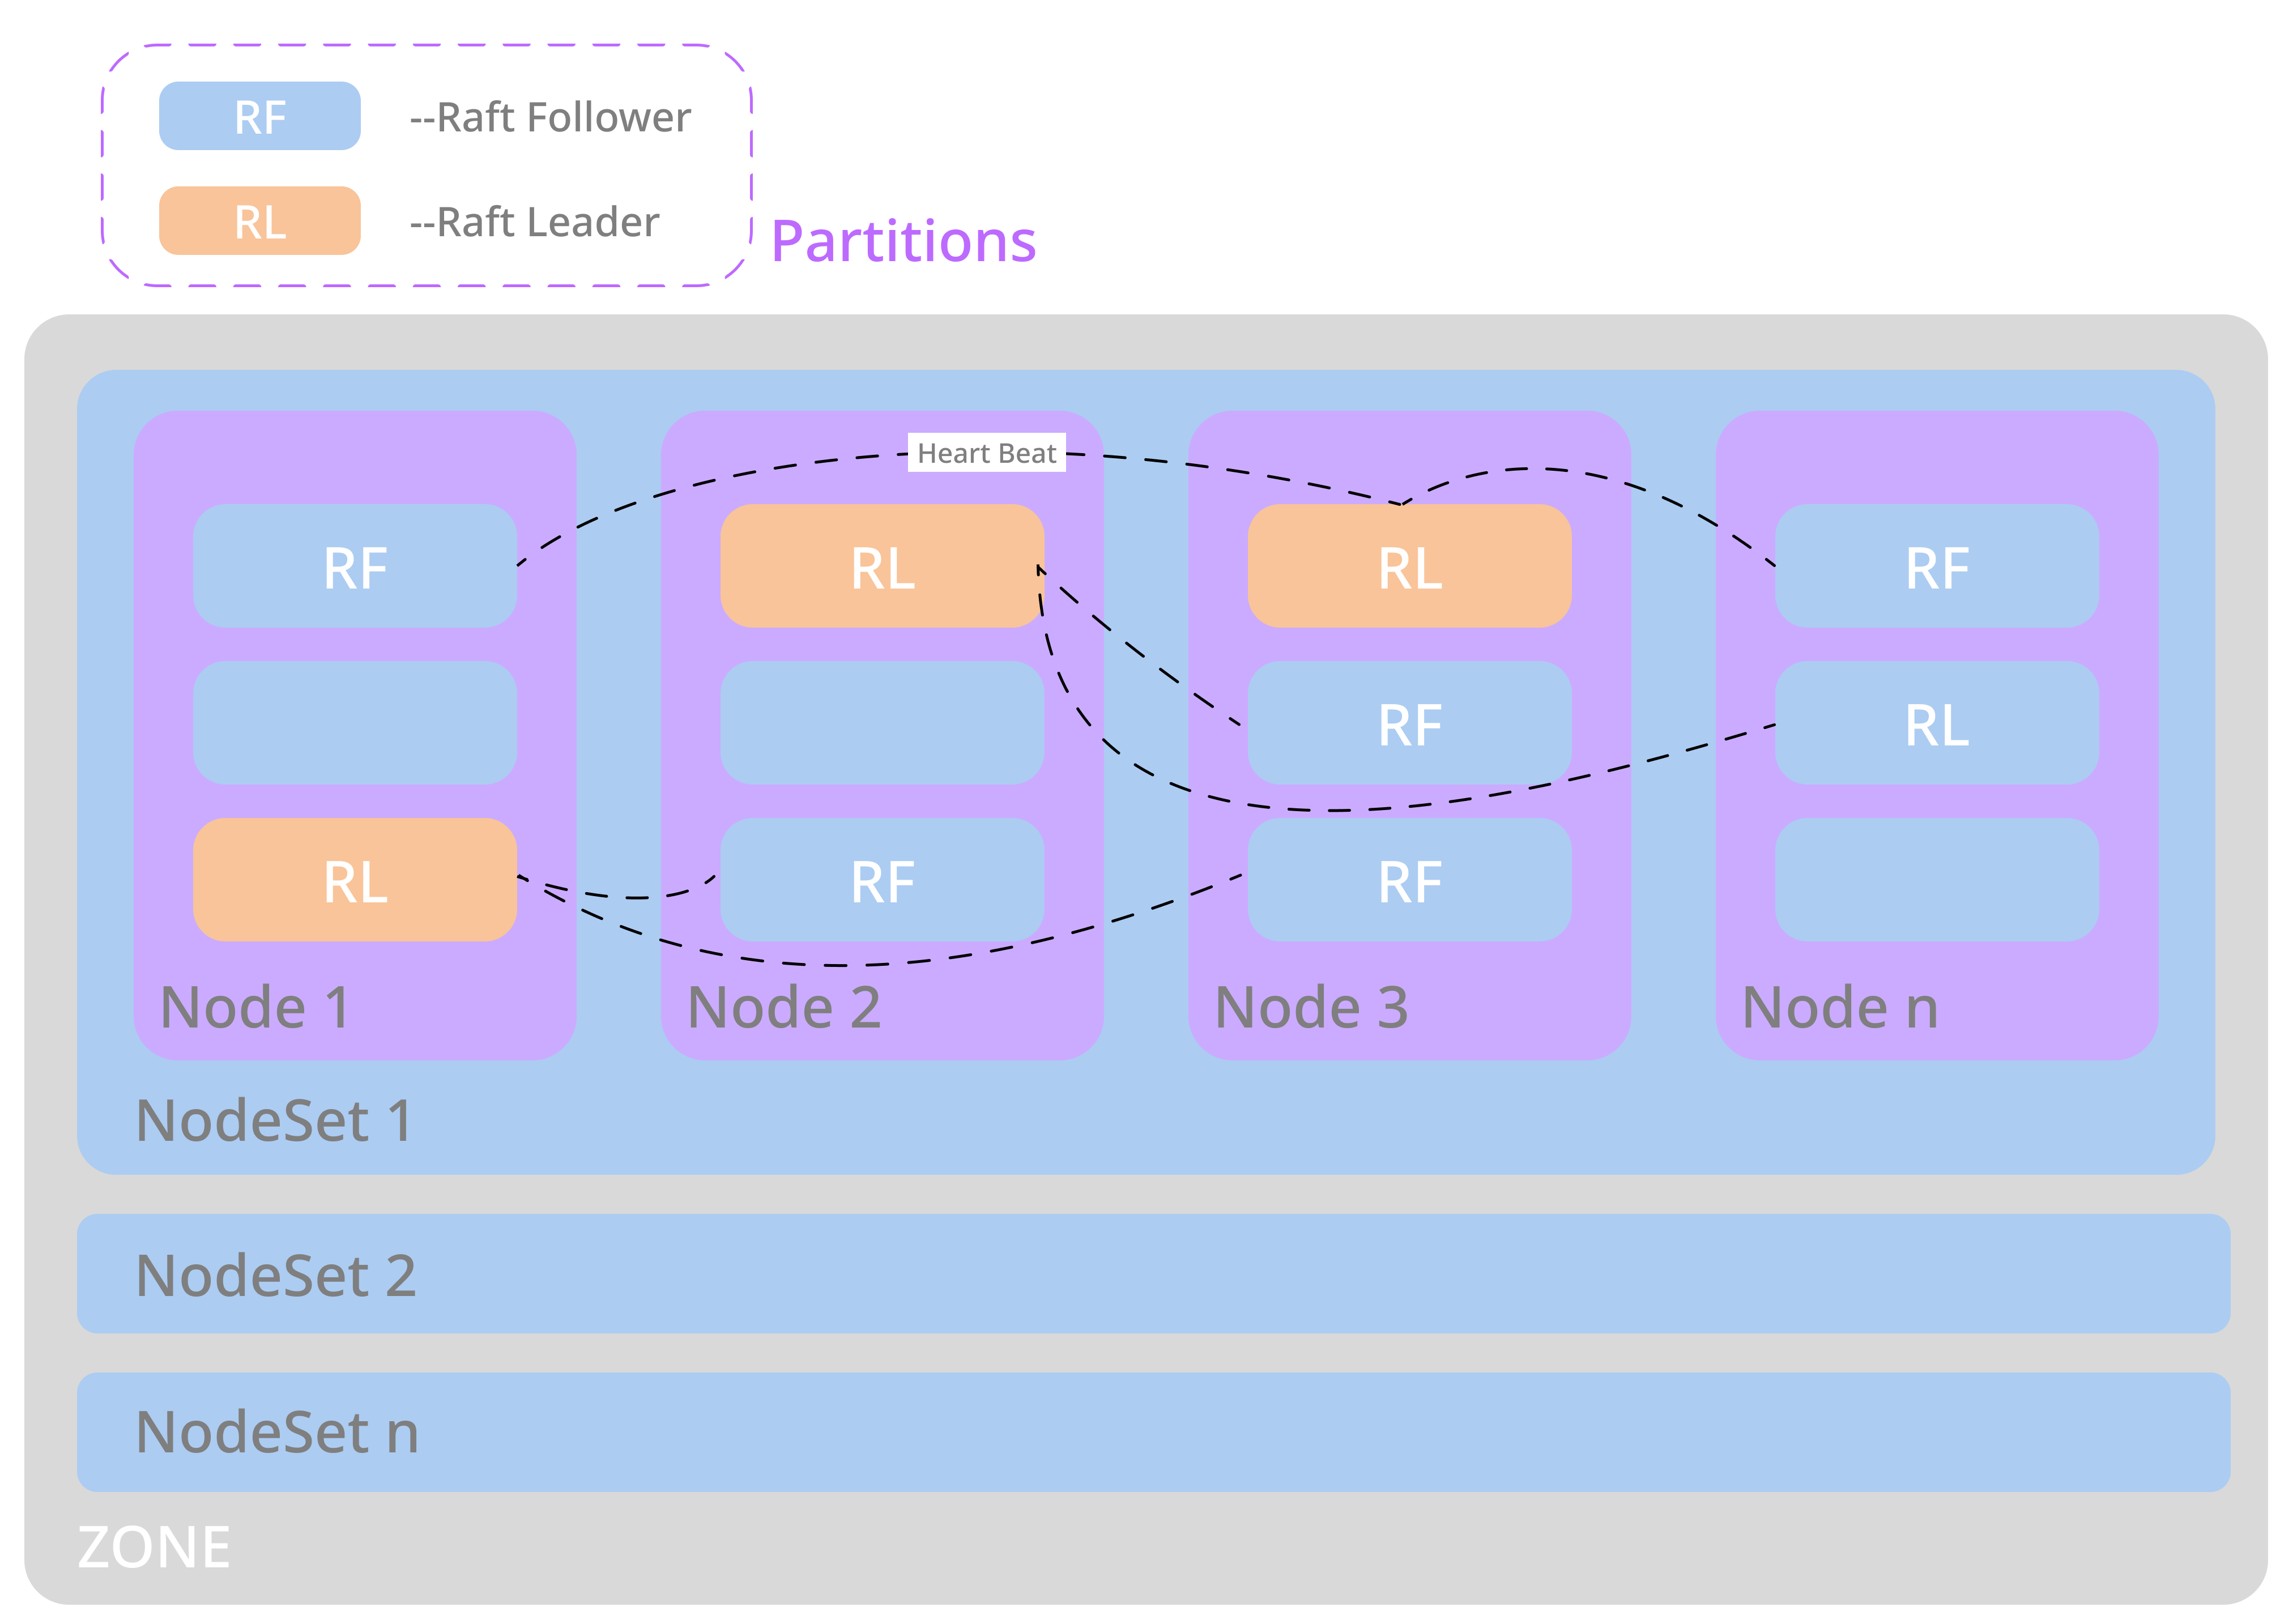 RF --Raft Follower
RL --Raft Leader
Partitions
Heart Beat
RF RL RL RF
RF RL
RL RF RF
Node 1 Node 2 Node 3 Node n
NodeSet 1
NodeSet 2
NodeSet n
ZONE